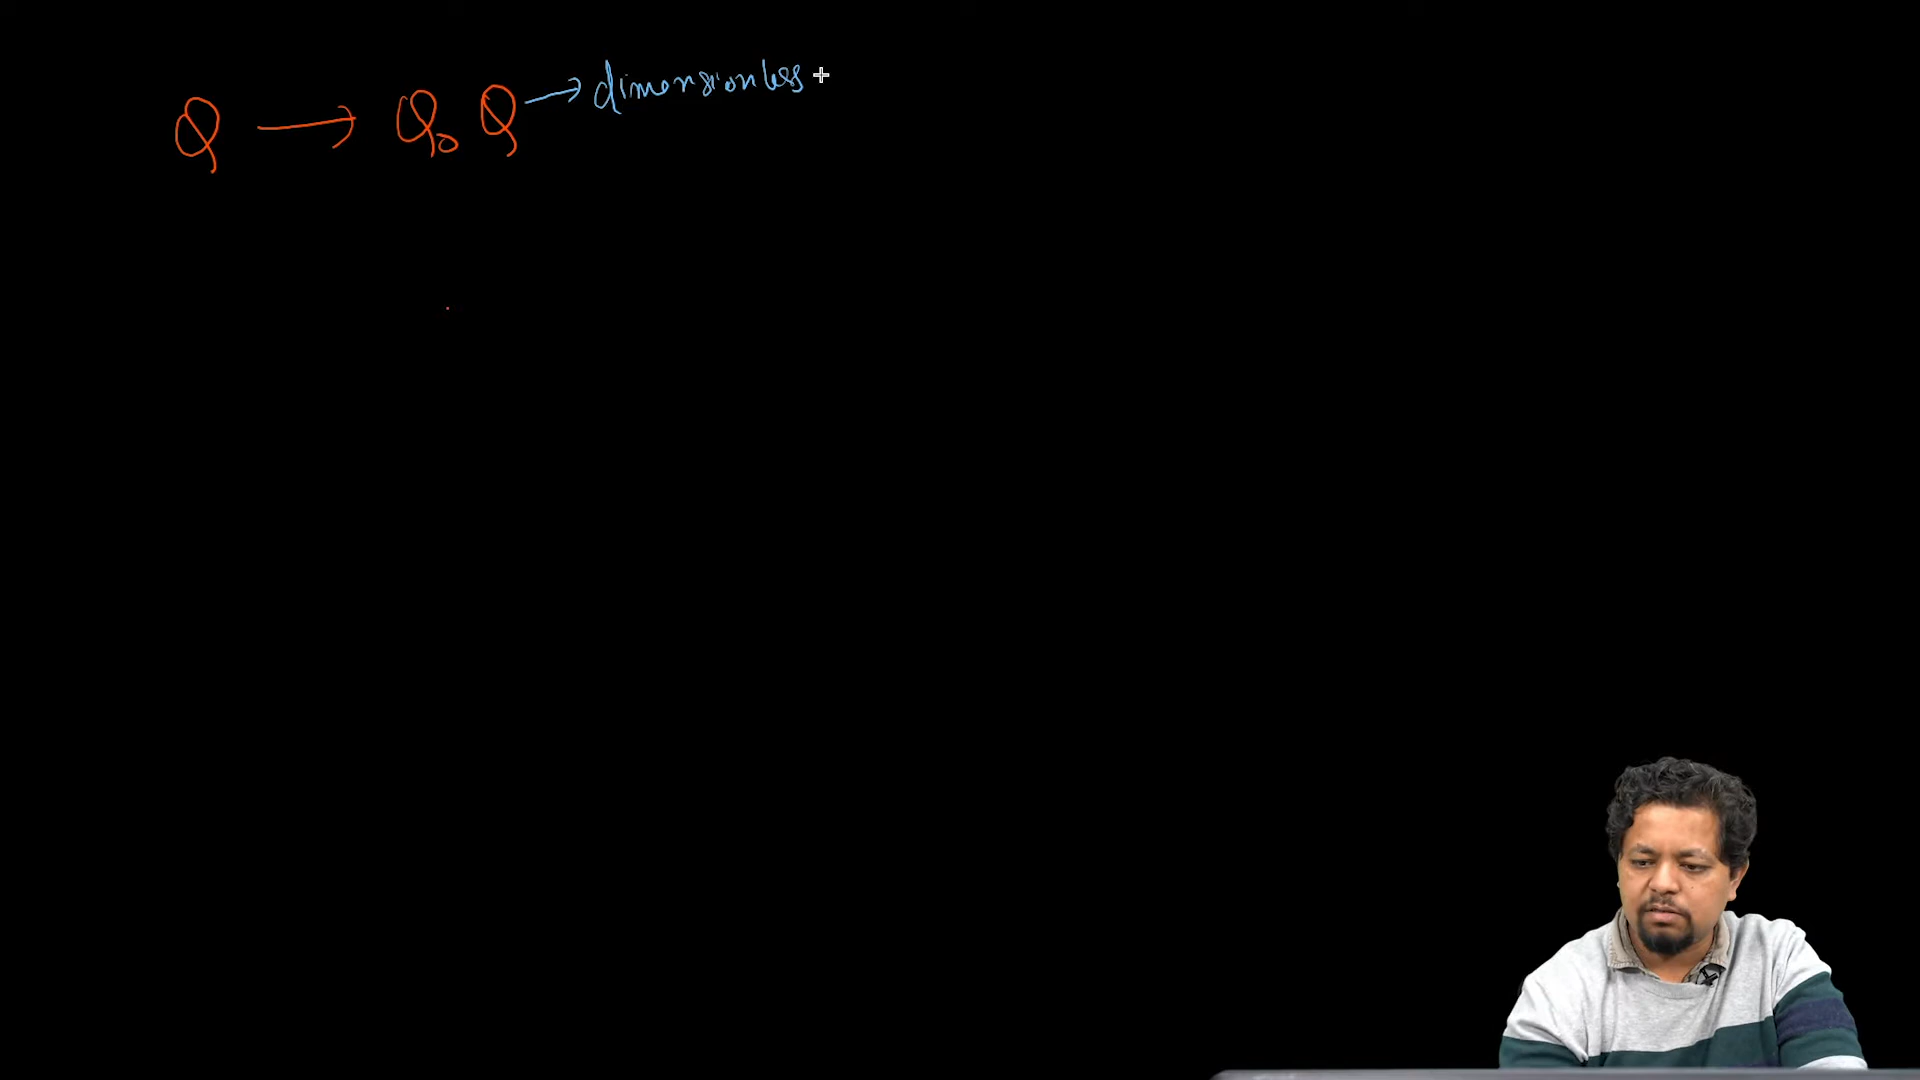 Q → Q₀ Q → dimensionless